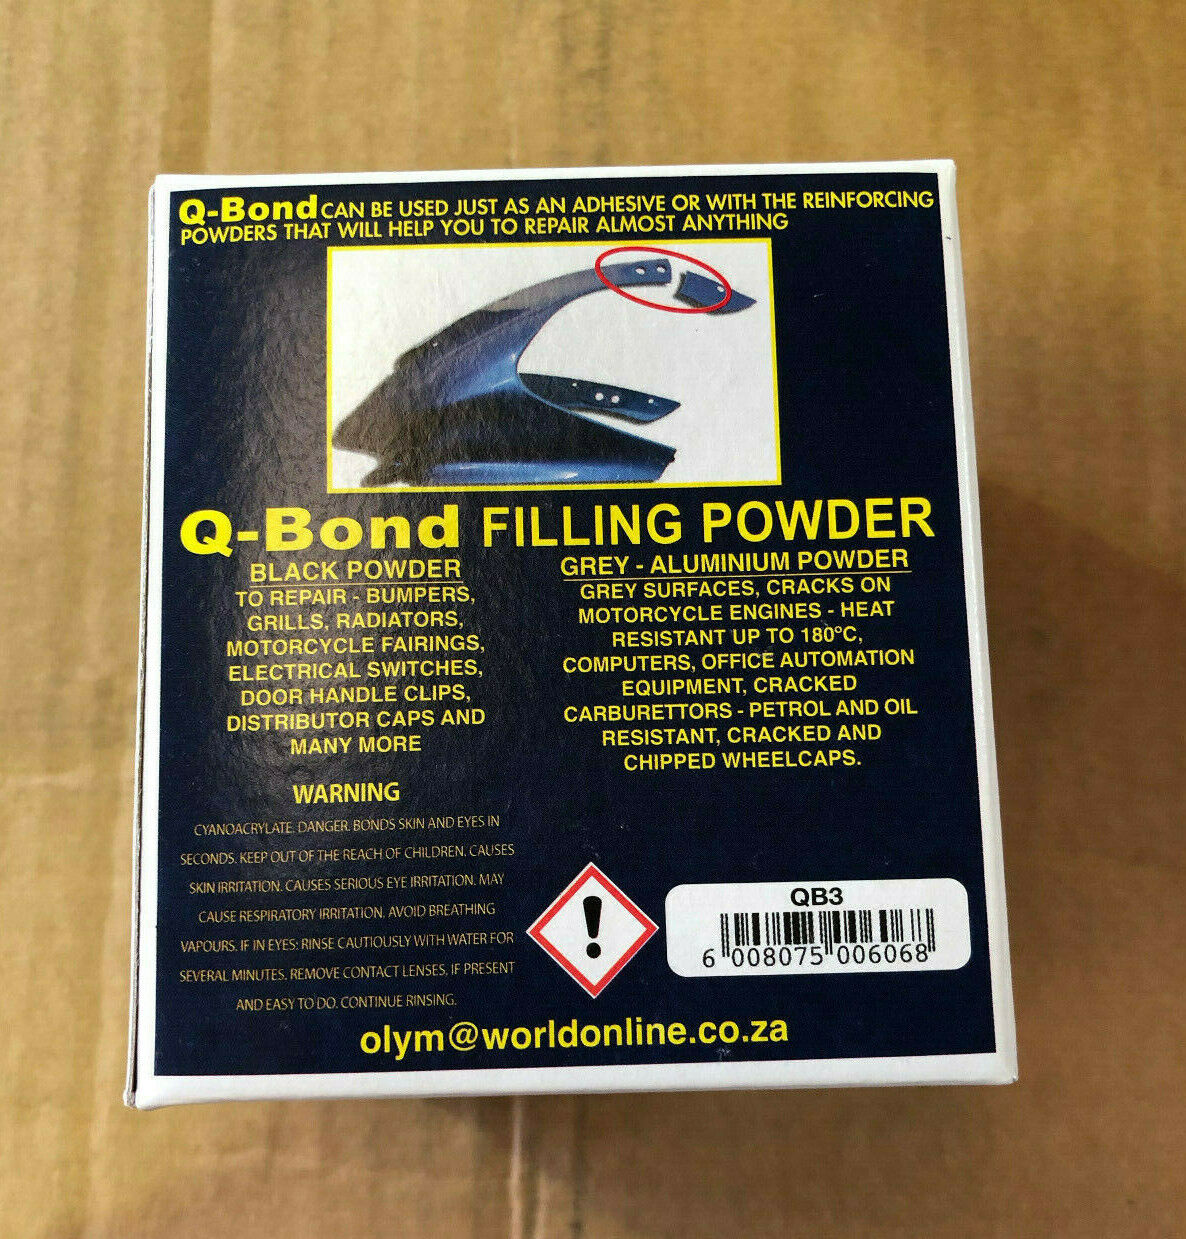 Q-Bond CAN BE USED JUST AS AN ADHESIVE OR WITH THE REINFORCING
POWDERS THAT WILL HELP YOU TO REPAIR ALMOST ANYTHING
Q-Bond FILLING POWDER
BLACK POWDER
TO REPAIR - BUMPERS,
GRILLS, RADIATORS,
MOTORCYCLE FAIRINGS,
ELECTRICAL SWITCHES,
DOOR HANDLE CLIPS,
DISTRIBUTOR CAPS AND
MANY MORE
GREY - ALUMINIUM POWDER
GREY SURFACES, CRACKS ON
MOTORCYCLE ENGINES - HEAT
RESISTANT UP TO 180°C,
COMPUTERS, OFFICE AUTOMATION
EQUIPMENT, CRACKED
CARBURETTORS - PETROL AND OIL
RESISTANT, CRACKED AND
CHIPPED WHEELCAPS.
WARNING
CYANOACRYLATE. DANGER. BONDS SKIN AND EYES IN
SECONDS. KEEP OUT OF THE REACH OF CHILDREN. CAUSES
SKIN IRRITATION. CAUSES SERIOUS EYE IRRITATION. MAY
CAUSE RESPIRATORY IRRITATION. AVOID BREATHING
VAPOURS. IF IN EYES: RINSE CAUTIOUSLY WITH WATER FOR
SEVERAL MINUTES. REMOVE CONTACT LENSES, IF PRESENT
AND EASY TO DO. CONTINUE RINSING.
QB3
6 008075 006068
olym@worldonline.co.za